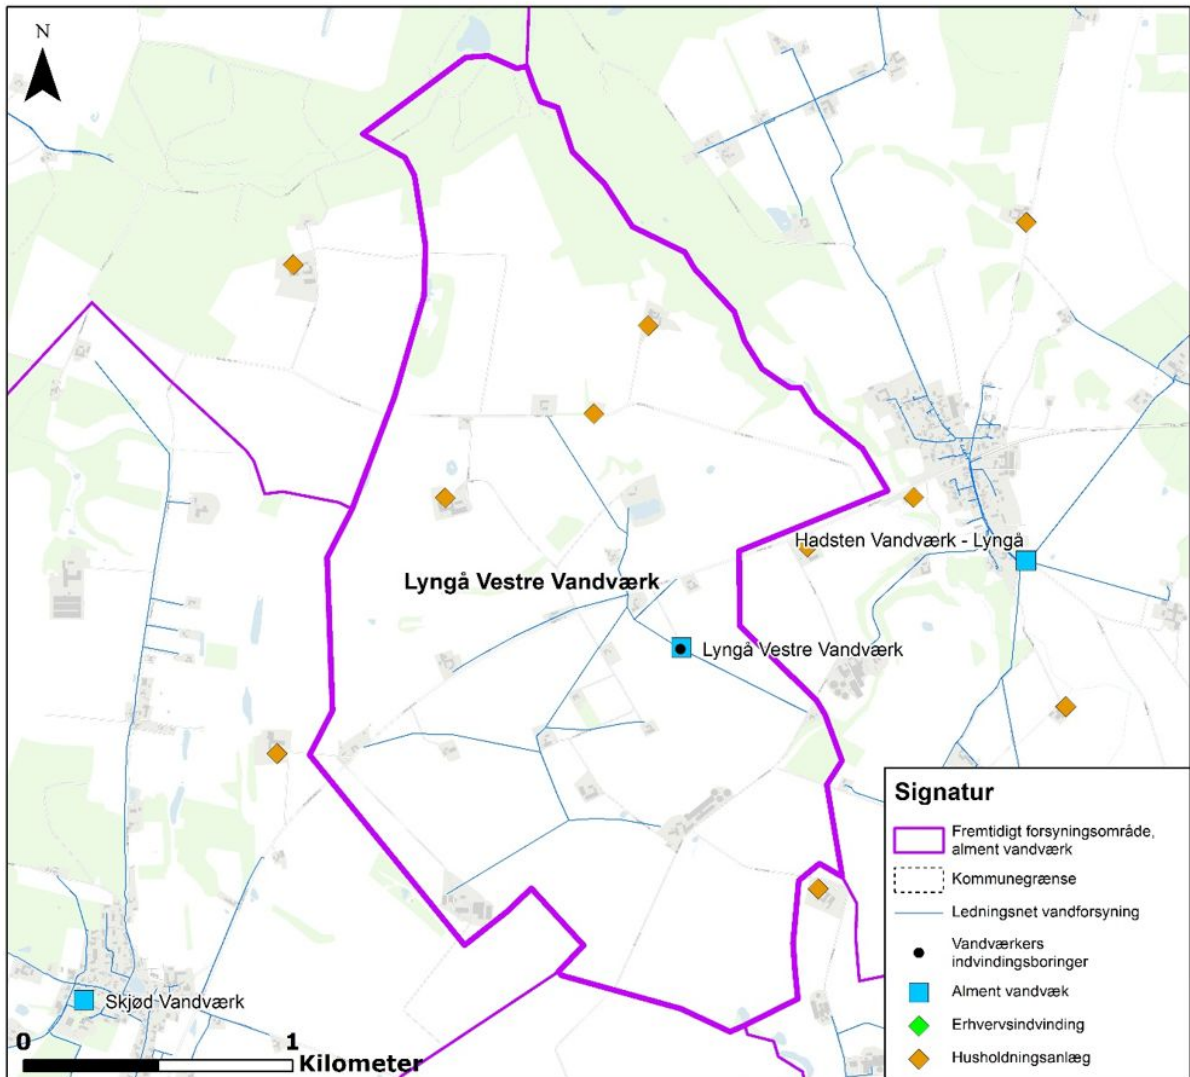 N
Hadsten Vandværk - Lyngå
Lyngå Vestre Vandværk
Lyngå Vestre Vandværk
Skjød Vandværk
0 1
Kilometer
Signatur
Fremtidigt forsyningsområde,
alment vandværk
Kommunegrænse
Ledningsnet vandforsyning
Vandværkers
indvindingsboringer
Alment vandvæk
Erhvervsindvinding
Husholdningsanlæg